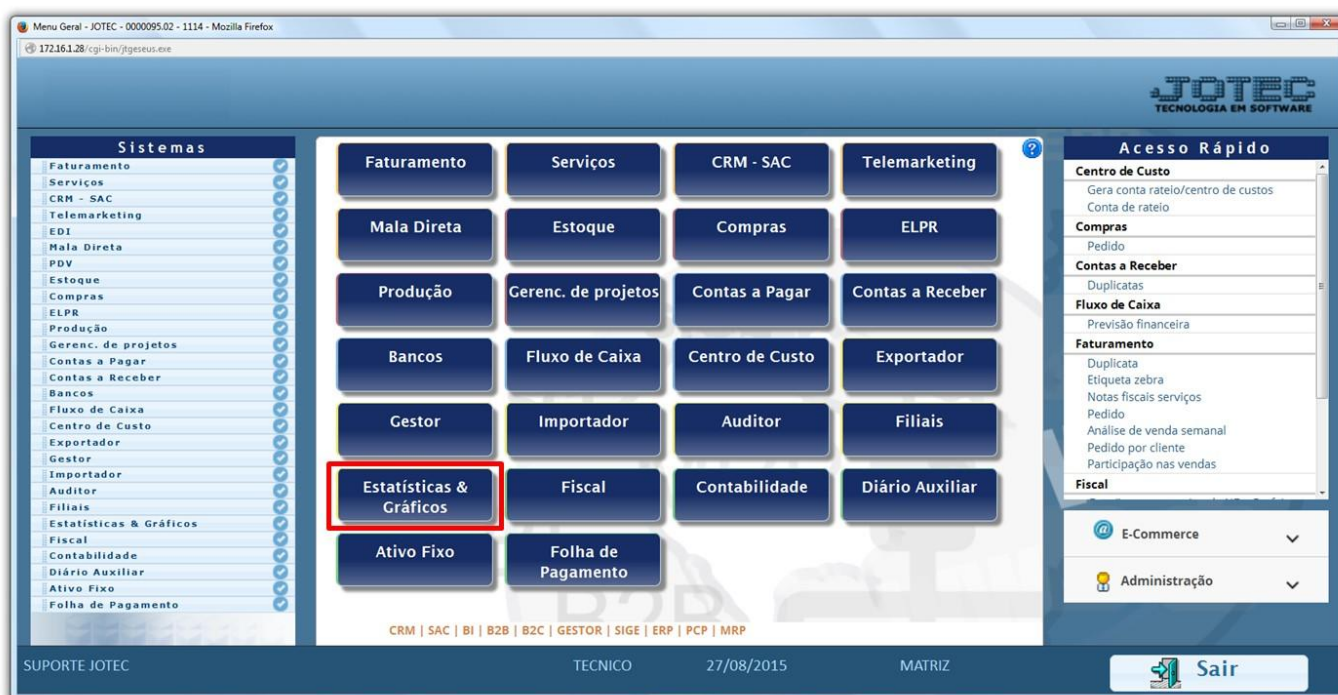 Menu Geral - JOTEC - 0000095.02 - 1114 - Mozilla Firefox
172.16.1.28/cgi-bin/jtgeseus.exe
JOTEC
TECNOLOGIA EM SOFTWARE
Sistemas
Faturamento
Serviços
CRM - SAC
Telemarketing
EDI
Mala Direta
PDV
Estoque
Compras
ELPR
Produção
Gerenc. de projetos
Contas a Pagar
Contas a Receber
Bancos
Fluxo de Caixa
Centro de Custo
Exportador
Gestor
Importador
Auditor
Filiais
Estatísticas & Gráficos
Fiscal
Contabilidade
Diário Auxiliar
Ativo Fixo
Folha de Pagamento
Faturamento Serviços CRM - SAC Telemarketing
Mala Direta Estoque Compras ELPR
Produção Gerenc. de projetos Contas a Pagar Contas a Receber
Bancos Fluxo de Caixa Centro de Custo Exportador
Gestor Importador Auditor Filiais
Estatísticas &
Gráficos
Fiscal Contabilidade Diário Auxiliar
Ativo Fixo
Folha de
Pagamento
B2B
CRM | SAC | BI | B2B | B2C | GESTOR | SIGE | ERP | PCP | MRP
?
Acesso Rápido
Centro de Custo
Gera conta rateio/centro de custos
Conta de rateio
Compras
Pedido
Contas a Receber
Duplicatas
Fluxo de Caixa
Previsão financeira
Faturamento
Duplicata
Etiqueta zebra
Notas fiscais serviços
Pedido
Análise de venda semanal
Pedido por cliente
Participação nas vendas
Fiscal
@ E-Commerce
Administração
SUPORTE JOTEC TECNICO 27/08/2015 MATRIZ
Sair